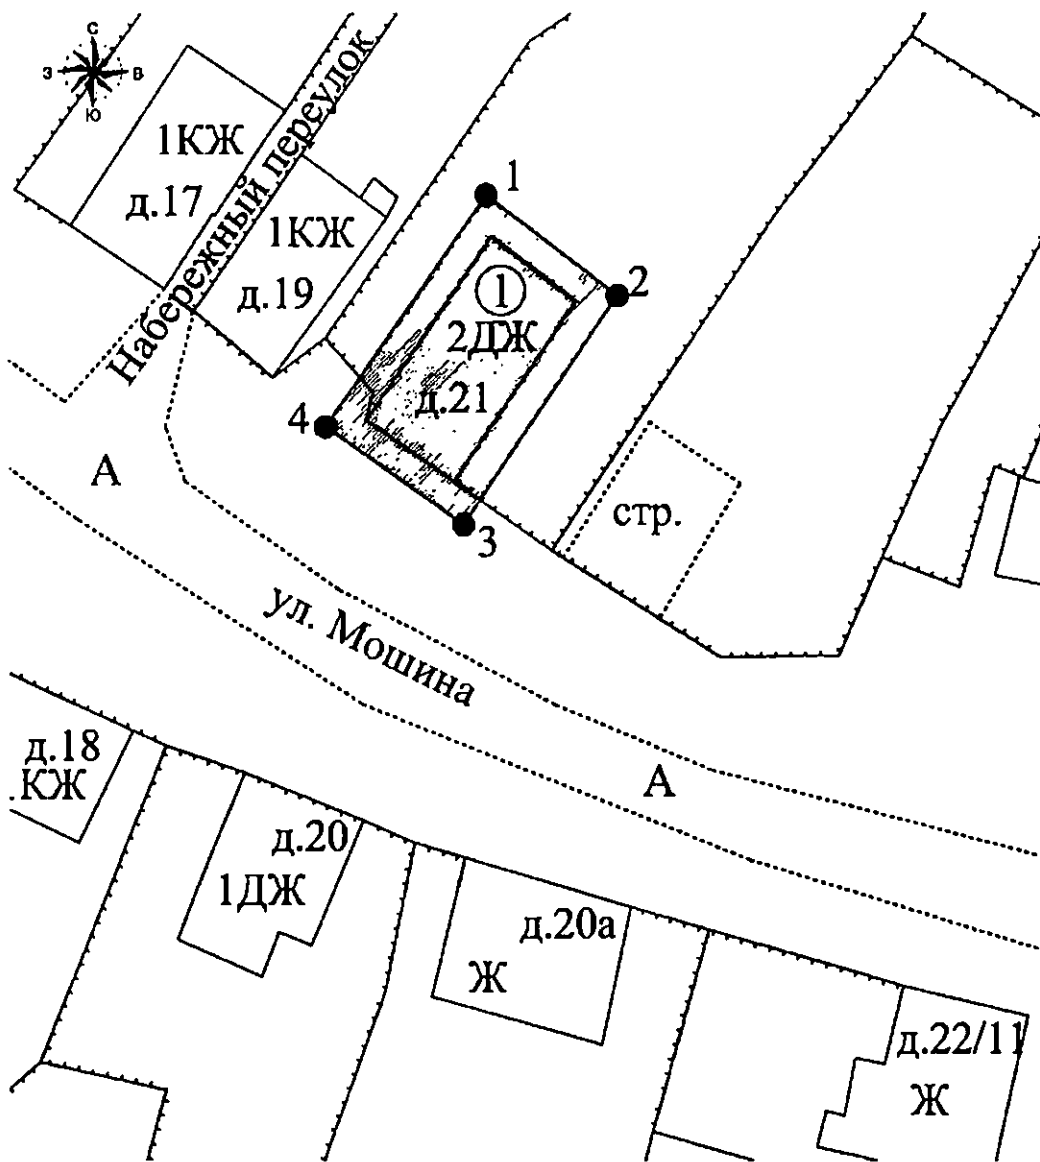 С
З В
Ю
Набережный переулок
1КЖ
д.17
1КЖ
д.19
1
2
1
2ДЖ
д.21
4
3
А
стр.
ул. Мошина
А
д.18
КЖ
д.20
1ДЖ
д.20а
Ж
д.22/11
Ж